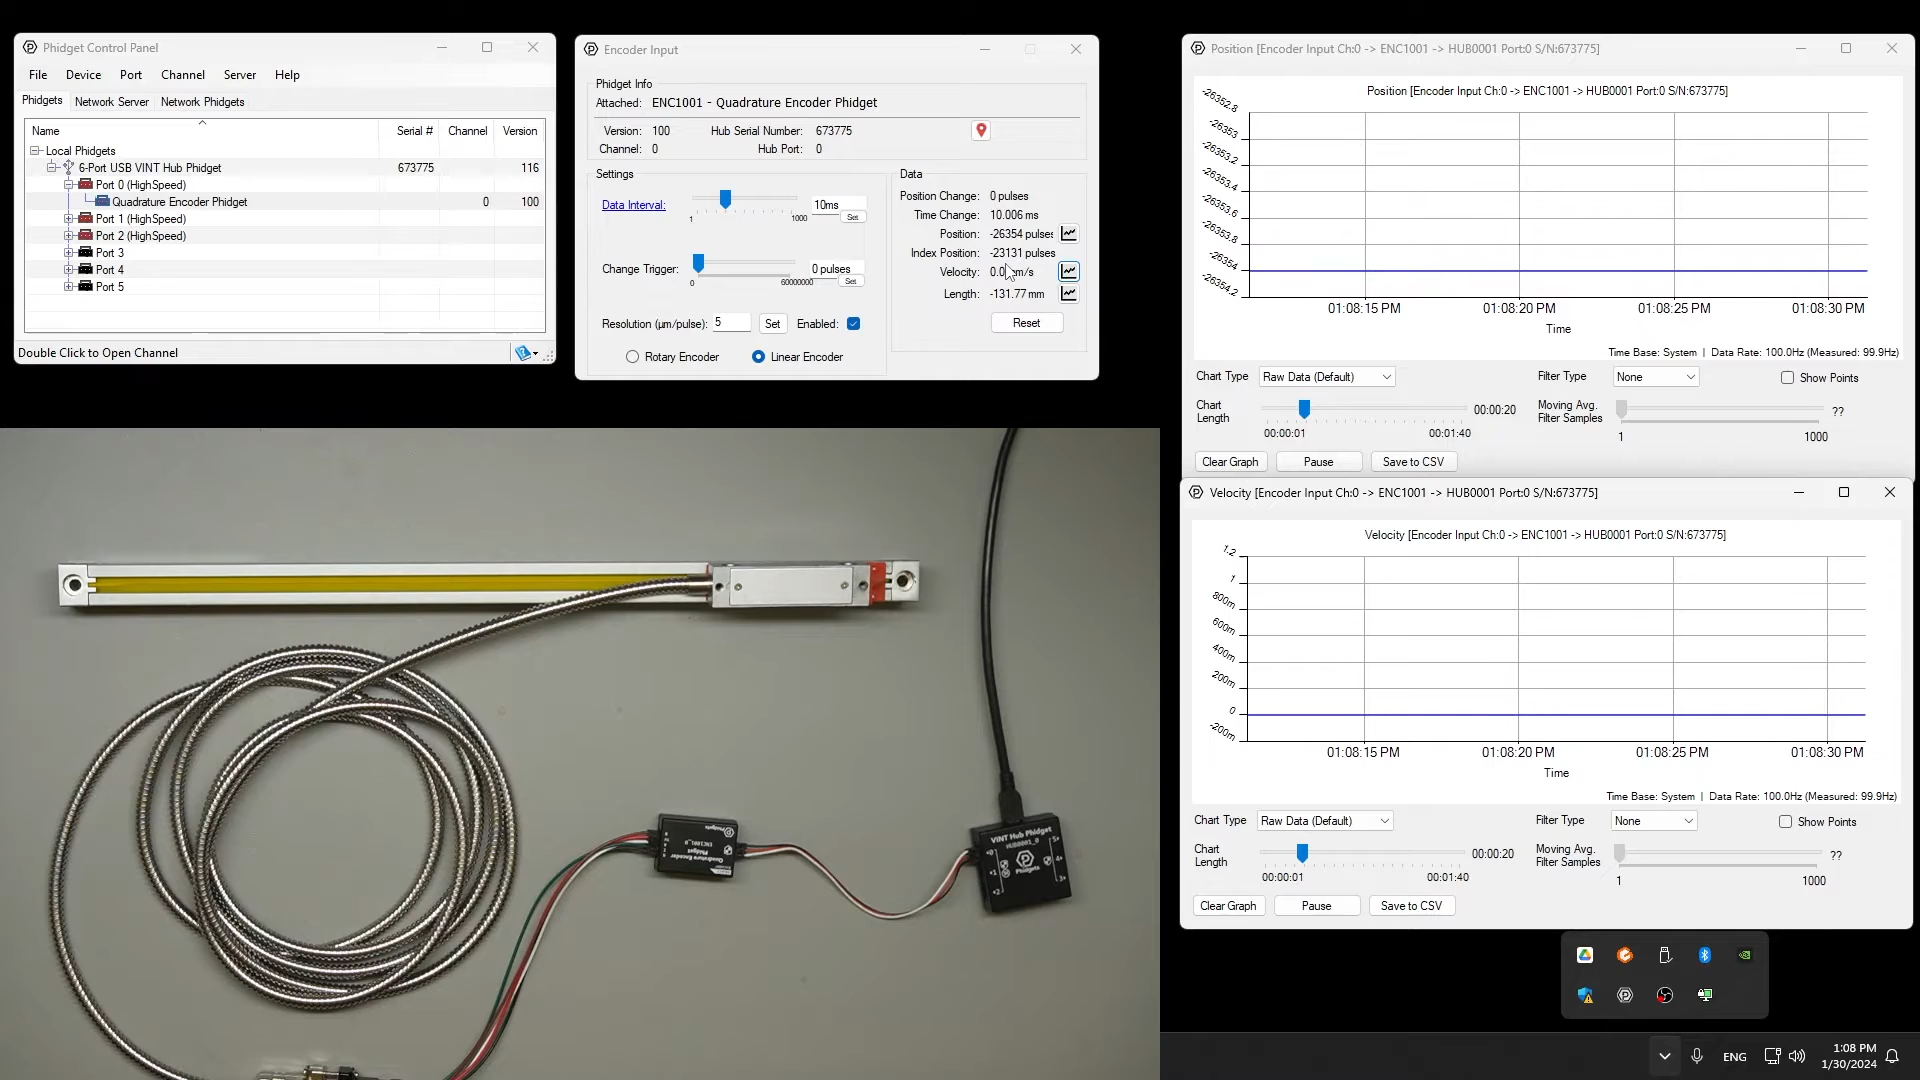 Phidget Control Panel
File Device Port Channel Server Help
Phidgets Network Server Network Phidgets
Name Serial # Channel Version
Local Phidgets
6-Port USB VINT Hub Phidget 673775 116
Port 0 (HighSpeed)
Quadrature Encoder Phidget 0 100
Port 1 (HighSpeed)
Port 2 (HighSpeed)
Port 3
Port 4
Port 5
Double Click to Open Channel
Encoder Input
Phidget Info
Attached: ENC1001 - Quadrature Encoder Phidget
Version: 100 Hub Serial Number: 673775
Channel: 0 Hub Port: 0
Settings
Data Interval: 10ms Set
1 1000
Change Trigger: 0 pulses Set
0 60000000
Resolution (µm/pulse): 5 Set Enabled:
Rotary Encoder Linear Encoder
Data
Position Change: 0 pulses
Time Change: 10.006 ms
Position: -26354 pulses
Index Position: -23131 pulses
Velocity:
Length: -131.77 mm
Reset
Position [Encoder Input Ch:0 -> ENC1001 -> HUB0001 Port:0 S/N:673775]
Position [Encoder Input Ch:0 -> ENC1001 -> HUB0001 Port:0 S/N:673775]
-26352.8
-26353
-26353.2
-26353.4
-26353.6
-26353.8
-26354
-26354.2
01:08:15 PM 01:08:20 PM 01:08:25 PM 01:08:30 PM
Time
Time Base: System | Data Rate: 100.0Hz (Measured: 99.9Hz)
Chart Type Raw Data (Default) Filter Type None Show Points
Chart Length 00:00:20 Moving Avg. Filter Samples ??
00:00:01 00:01:40 1 1000
Clear Graph Pause Save to CSV
Velocity [Encoder Input Ch:0 -> ENC1001 -> HUB0001 Port:0 S/N:673775]
Velocity [Encoder Input Ch:0 -> ENC1001 -> HUB0001 Port:0 S/N:673775]
1.2
1
800m
600m
400m
200m
0
-200m
01:08:15 PM 01:08:20 PM 01:08:25 PM 01:08:30 PM
Time
Time Base: System | Data Rate: 100.0Hz (Measured: 99.9Hz)
Chart Type Raw Data (Default) Filter Type None Show Points
Chart Length 00:00:20 Moving Avg. Filter Samples ??
00:00:01 00:01:40 1 1000
Clear Graph Pause Save to CSV
Phidgets
ENC1001_0
Quadrature Encoder
Phidget
VINT Hub Phidget
HUB0001_0
Phidgets
ENG
1:08 PM
1/30/2024